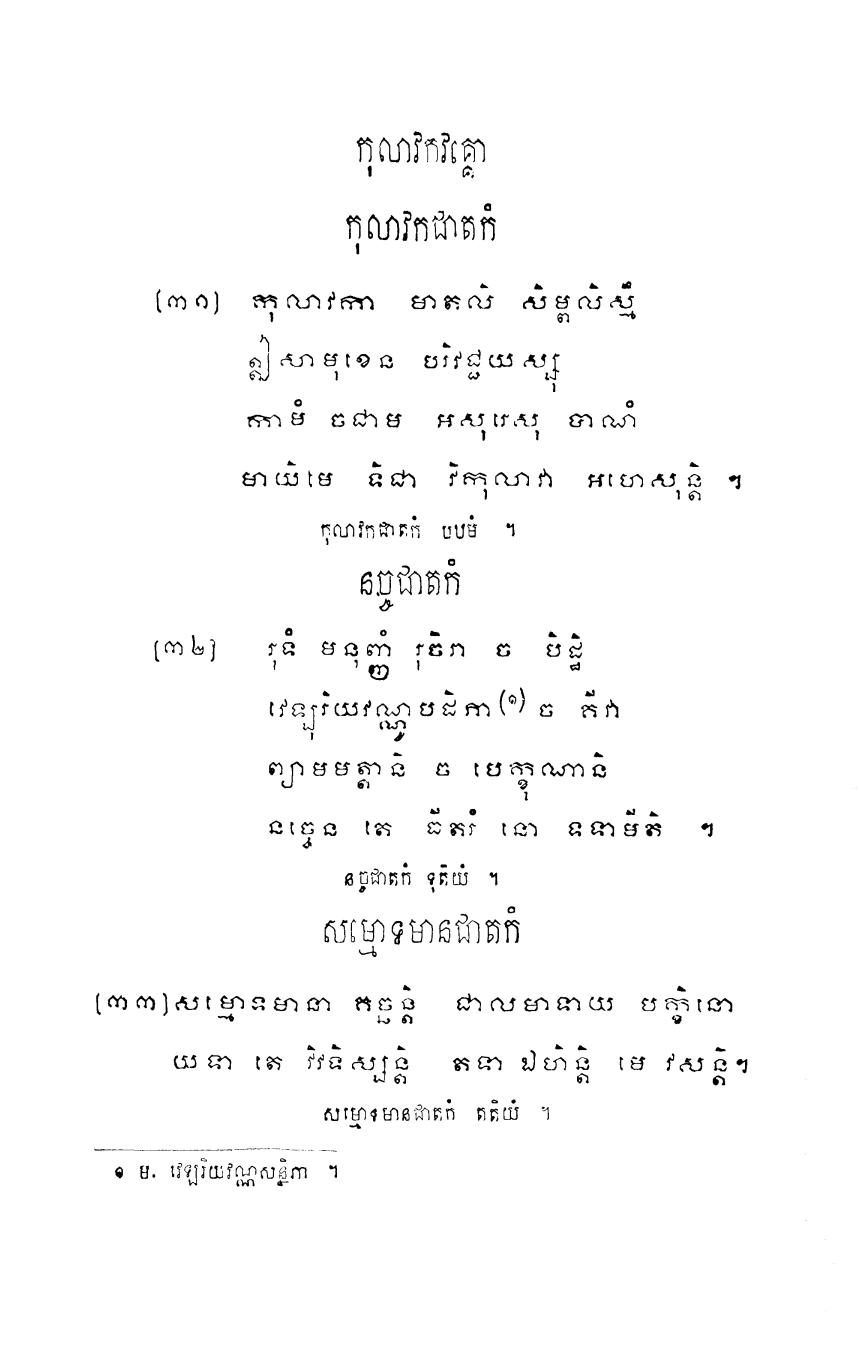 កុលាវកវគ្គោ
កុលាវកជាតកំ
(៣១) កុលាវកា មាតលិ សិម្ពលិស្មឹ
ឦសាមុខេន បរិវជ្ជយស្សុ
កាមំ ចជាម អសុរេសុ បាណំ
មាយិមេ ទិជា វិកុលាវា អហេសុន្តិ ។
កុលាវកជាតកំ បឋមំ ។
នច្ចជាតកំ
(៣២) រុទំ មនុញ្ញំ រុចិរា ច បិដ្ឋិ
វេឡុរិយវណ្ណូបដិភា(១) ច គីវា
ព្យាមមត្តានិ ច បេក្ខុណានិ
នច្ចេន តេ ធីតរំ នោ ទទាមីតិ ។
នច្ចជាតកំ ទុតិយំ ។
សម្មោទមានជាតកំ
(៣៣) សម្មោទមានា គច្ឆន្តិ ជាលមាទាយ បក្ខិនោ
យទា តេ វិវទិស្សន្តិ តទា ឯហិន្តិ មេ វសន្តិ។
សម្មោទមានជាតកំ តតិយំ ។
១ ម. វេឡុរិយវណ្ណសន្និភា ។